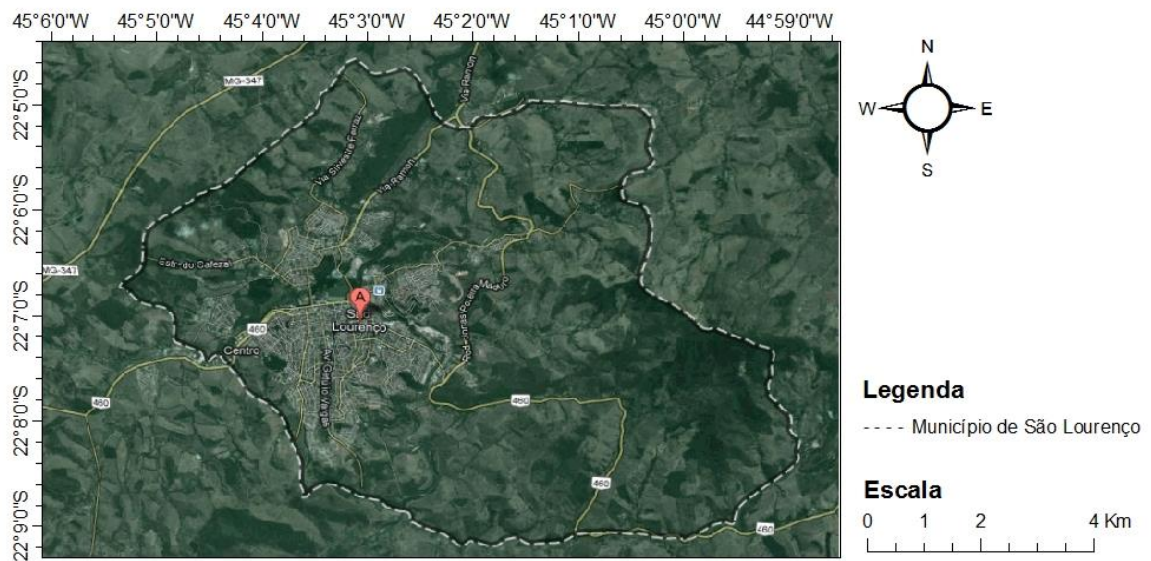 45°6'0"W 45°5'0"W 45°4'0"W 45°3'0"W 45°2'0"W 45°1'0"W 45°0'0"W 44°59'0"W
N
W E
S
22°5'0"S
22°6'0"S
22°7'0"S
22°8'0"S
22°9'0"S
MG-347
Via Ramon
Via Silvestre Ferraz
Via Ramon
MG-347
A
São
Lourenço
460
Centro
Av Getulio Vargas
460
460
460
460
Legenda
Município de São Lourenço
Escala
0 1 2 4 Km